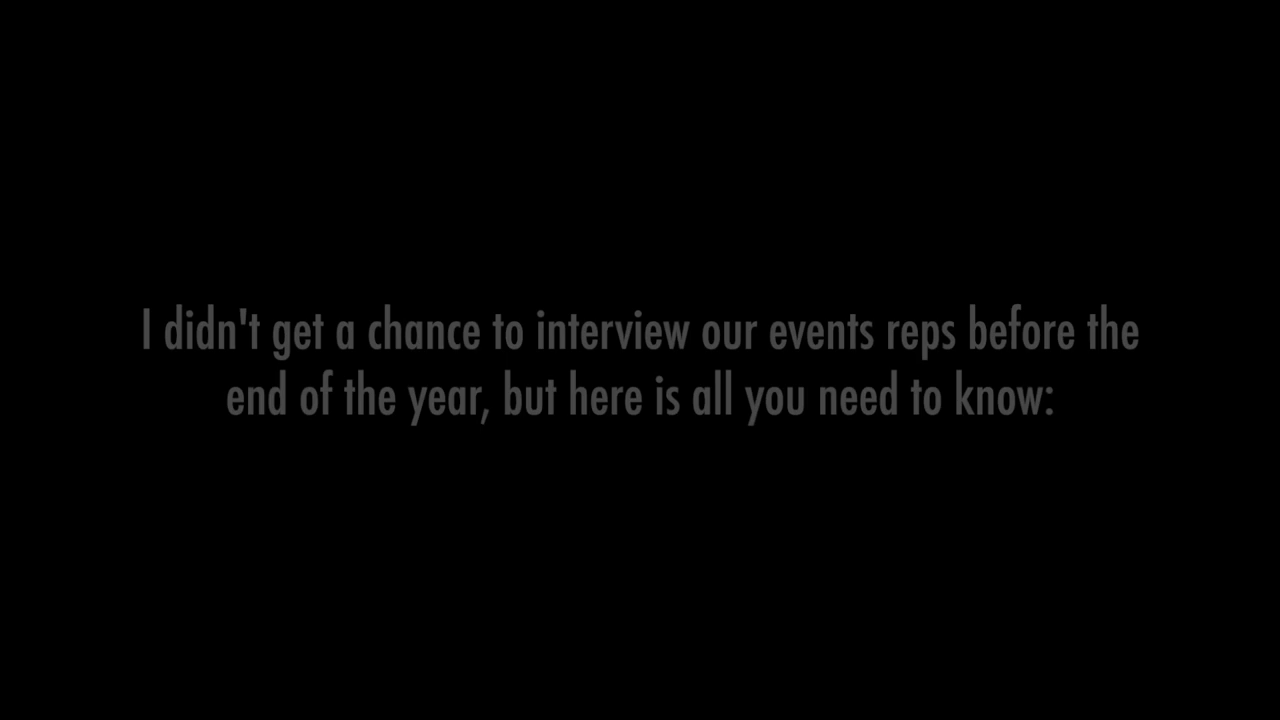 I didn't get a chance to interview our events reps before the
end of the year, but here is all you need to know: